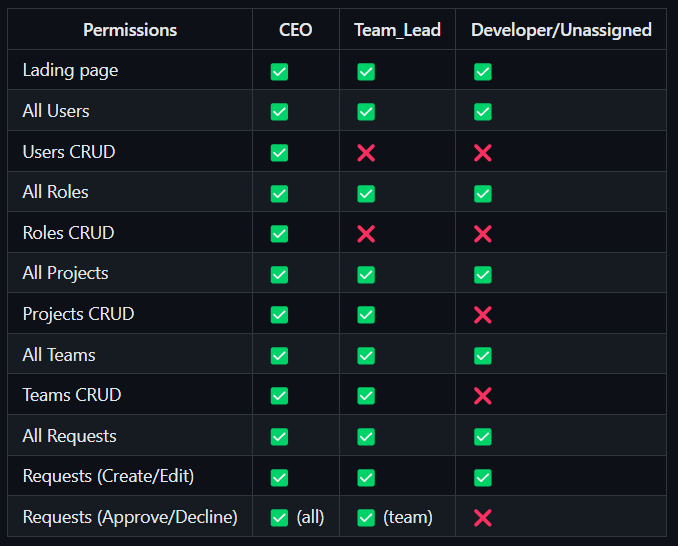 Permissions CEO Team_Lead Developer/Unassigned
Lading page ✅ ✅ ✅
All Users ✅ ✅ ✅
Users CRUD ✅ ❌ ❌
All Roles ✅ ✅ ✅
Roles CRUD ✅ ❌ ❌
All Projects ✅ ✅ ✅
Projects CRUD ✅ ✅ ❌
All Teams ✅ ✅ ✅
Teams CRUD ✅ ✅ ❌
All Requests ✅ ✅ ✅
Requests (Create/Edit) ✅ ✅ ✅
Requests (Approve/Decline) ✅ (all) ✅ (team) ❌